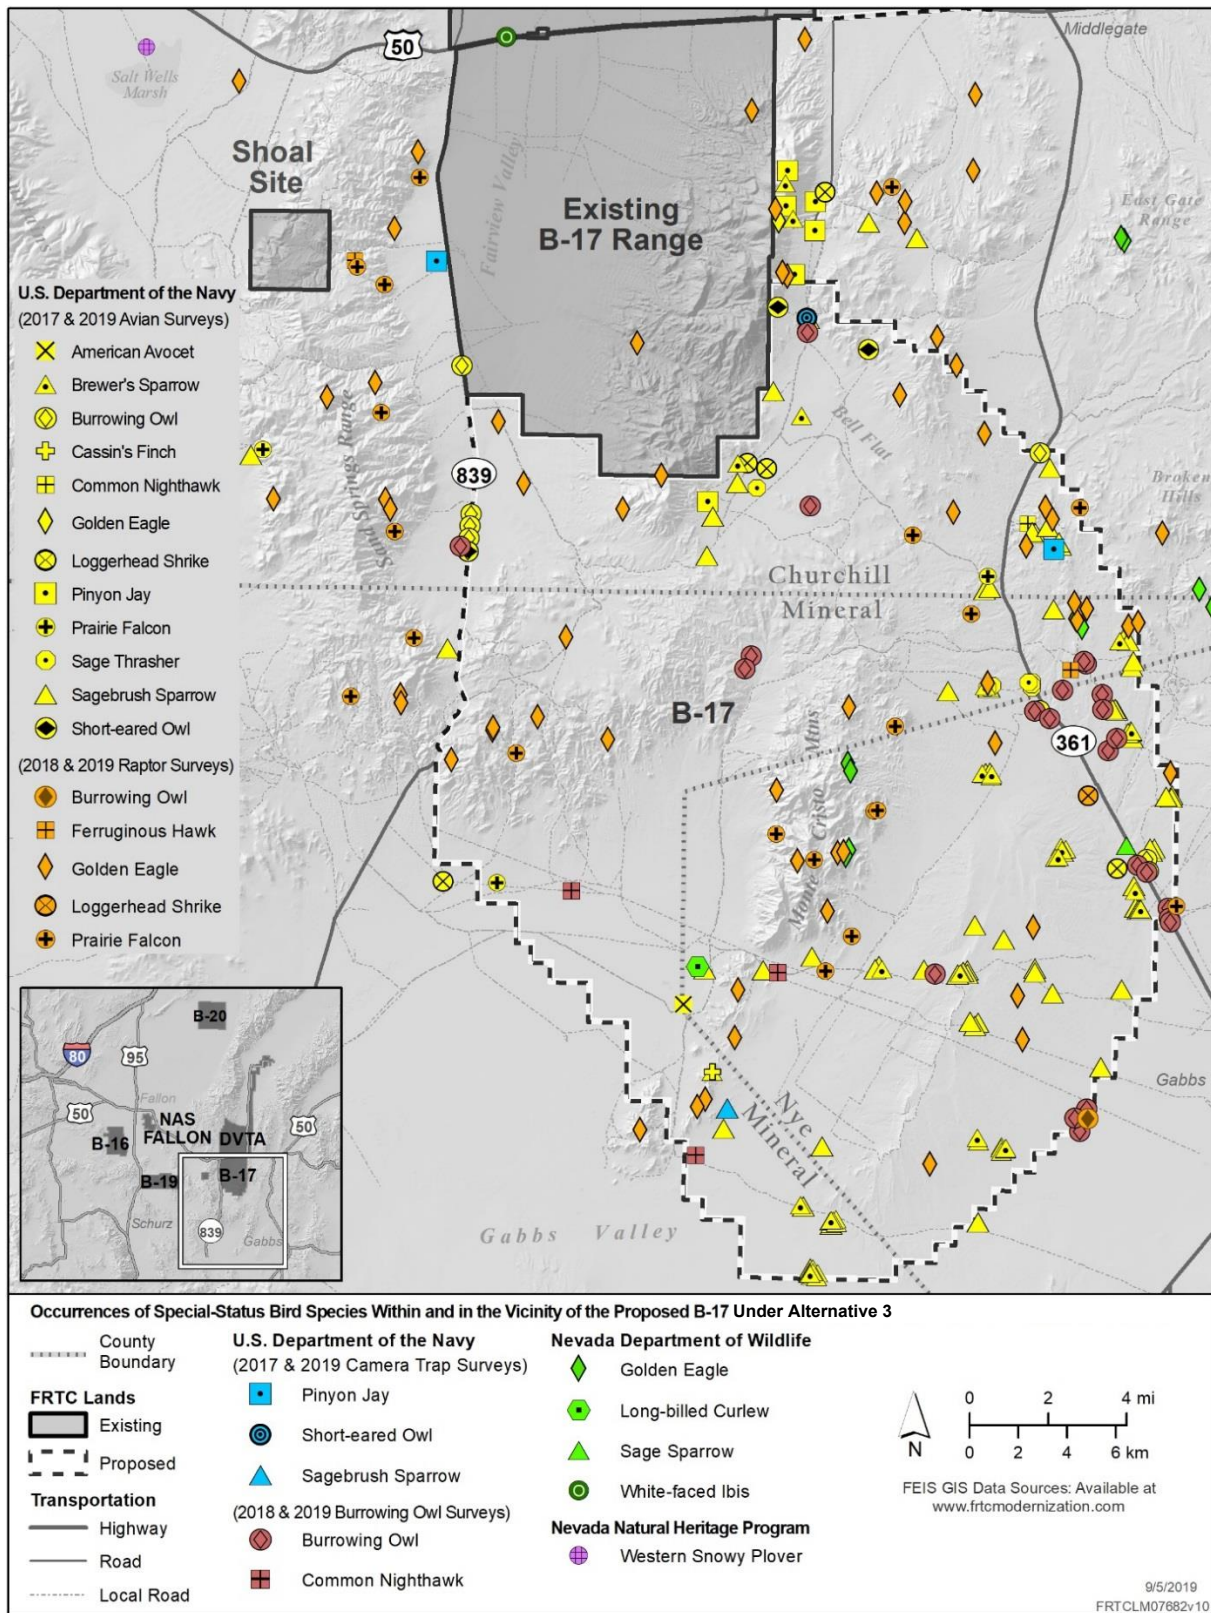 50
Middlegate
Salt Wells
Marsh
Shoal
Site
Fairview Valley
Existing
B-17 Range
East Gate
Range
U.S. Department of the Navy
(2017 & 2019 Avian Surveys)
American Avocet
Brewer's Sparrow
Burrowing Owl
Cassin's Finch
Common Nighthawk
Golden Eagle
Loggerhead Shrike
Pinyon Jay
Prairie Falcon
Sage Thrasher
Sagebrush Sparrow
Short-eared Owl
(2018 & 2019 Raptor Surveys)
Burrowing Owl
Ferruginous Hawk
Golden Eagle
Loggerhead Shrike
Prairie Falcon
Sand Springs Range
839
Bell Flat
Broken
Hills
Churchill
Mineral
B-17
361
Monte Cristo Mtns
Nye
Mineral
Gabbs
Gabbs Valley
B-20
80
95
50
Fallon
NAS
FALLON
DVTA
50
B-16
B-19
B-17
Schurz
839
Gabbs
Occurrences of Special-Status Bird Species Within and in the Vicinity of the Proposed B-17 Under Alternative 3
County
Boundary
FRTC Lands
Existing
Proposed
Transportation
Highway
Road
Local Road
U.S. Department of the Navy
(2017 & 2019 Camera Trap Surveys)
Pinyon Jay
Short-eared Owl
Sagebrush Sparrow
(2018 & 2019 Burrowing Owl Surveys)
Burrowing Owl
Common Nighthawk
Nevada Department of Wildlife
Golden Eagle
Long-billed Curlew
Sage Sparrow
White-faced Ibis
Nevada Natural Heritage Program
Western Snowy Plover
N
0 2 4 mi
0 2 4 6 km
FEIS GIS Data Sources: Available at
www.frtcmodernization.com
9/5/2019
FRTCLM07682v10